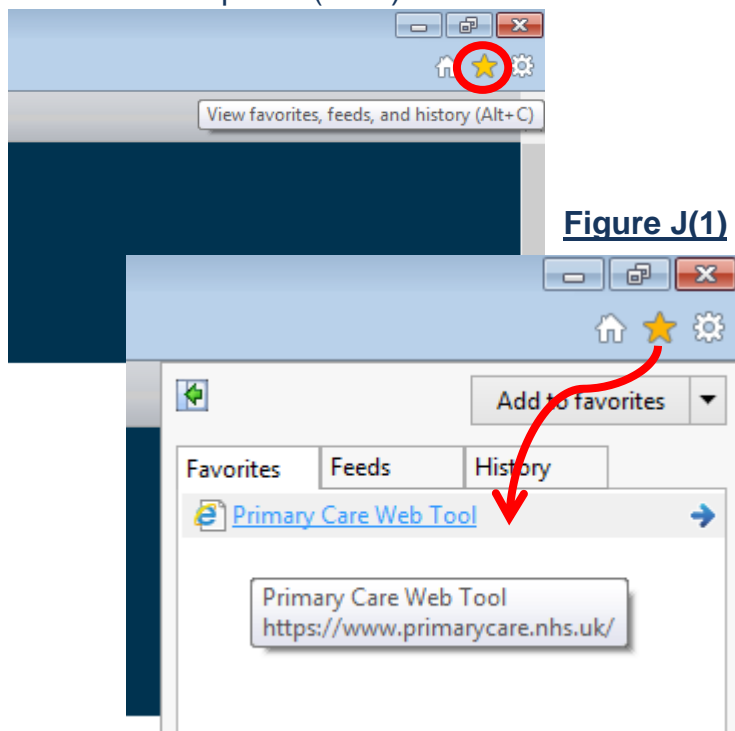 View favorites, feeds, and history (Alt+C)
Figure J(1)
Add to favorites
Favorites
Feeds
History
Primary Care Web Tool
Primary Care Web Tool
https://www.primarycare.nhs.uk/